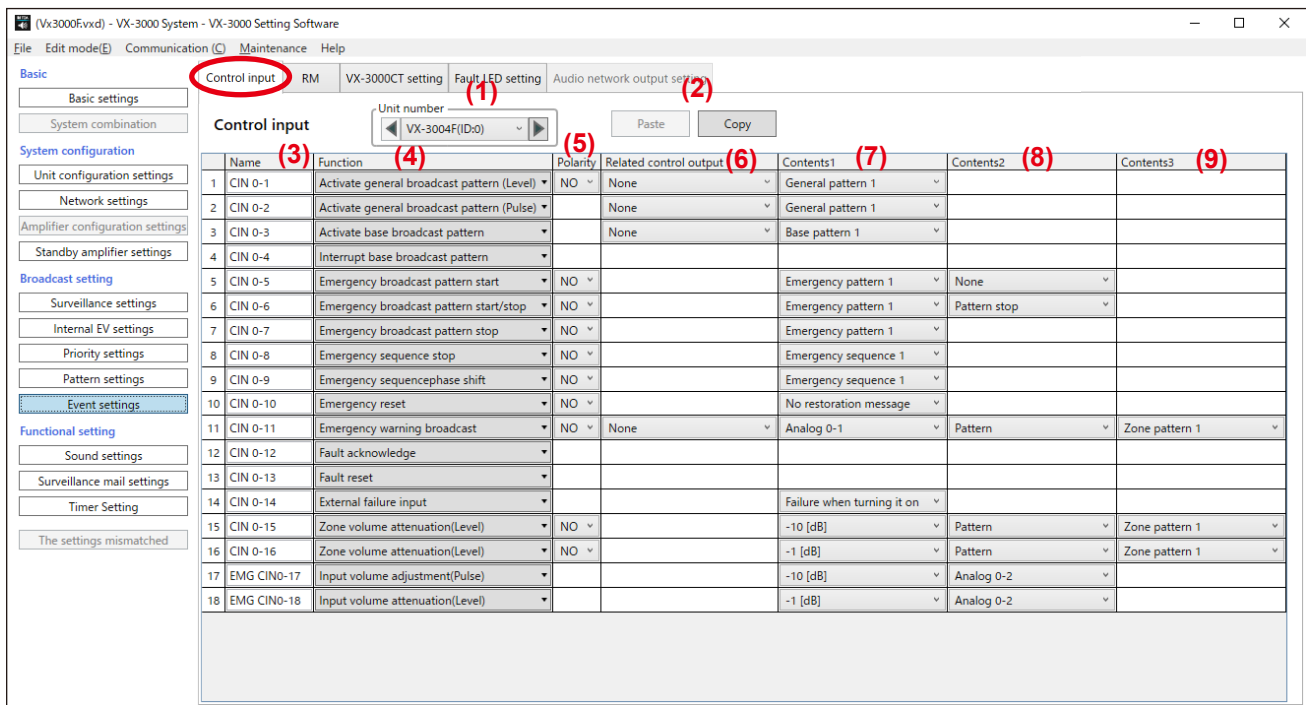 (Vx3000F.vxd) - VX-3000 System - VX-3000 Setting Software
File Edit mode(E) Communication (C) Maintenance Help
Basic
Basic settings
System combination
System configuration
Unit configuration settings
Network settings
Amplifier configuration settings
Standby amplifier settings
Broadcast setting
Surveillance settings
Internal EV settings
Priority settings
Pattern settings
Event settings
Functional setting
Sound settings
Surveillance mail settings
Timer Setting
The settings mismatched
Control input RM VX-3000CT setting Fault LED setting Audio network output setting
(1) (2)
Control input Unit number VX-3004F(ID:0) Paste Copy
(3) (4) (5) (6) (7) (8) (9)
Name Function Polarity Related control output Contents1 Contents2 Contents3
1 CIN 0-1 Activate general broadcast pattern (Level) NO None General pattern 1
2 CIN 0-2 Activate general broadcast pattern (Pulse) None General pattern 1
3 CIN 0-3 Activate base broadcast pattern None Base pattern 1
4 CIN 0-4 Interrupt base broadcast pattern
5 CIN 0-5 Emergency broadcast pattern start NO Emergency pattern 1 None
6 CIN 0-6 Emergency broadcast pattern start/stop NO Emergency pattern 1 Pattern stop
7 CIN 0-7 Emergency broadcast pattern stop NO Emergency pattern 1
8 CIN 0-8 Emergency sequence stop NO Emergency sequence 1
9 CIN 0-9 Emergency sequencephase shift NO Emergency sequence 1
10 CIN 0-10 Emergency reset NO No restoration message
11 CIN 0-11 Emergency warning broadcast NO None Analog 0-1 Pattern Zone pattern 1
12 CIN 0-12 Fault acknowledge
13 CIN 0-13 Fault reset
14 CIN 0-14 External failure input Failure when turning it on
15 CIN 0-15 Zone volume attenuation(Level) NO -10 [dB] Pattern Zone pattern 1
16 CIN 0-16 Zone volume attenuation(Level) NO -1 [dB] Pattern Zone pattern 1
17 EMG CIN0-17 Input volume adjustment(Pulse) -10 [dB] Analog 0-2
18 EMG CIN0-18 Input volume attenuation(Level) -1 [dB] Analog 0-2